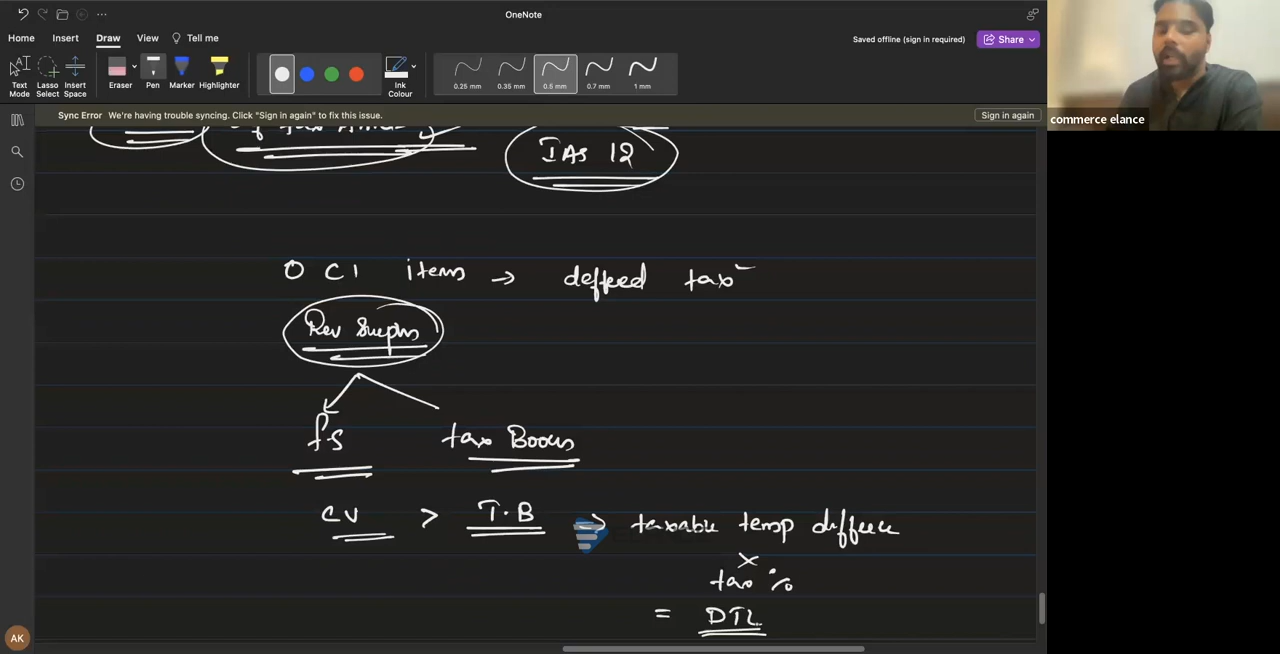 OneNote
Home Insert Draw View Tell me
Saved offline (sign in required) Share
Text Mode Lasso Select Insert Space Eraser Pen Marker Highlighter Ink Colour 0.25 mm 0.35 mm 0.5 mm 0.7 mm 1 mm
commerce elance
Sync Error We're having trouble syncing. Click "Sign in again" to fix this issue. Sign in again
IAS 12
OCI items → deffered tax
Rev Surplus
fs tax Books
CV > T.B → taxable temp differece
×
tax %
= DTL
AK